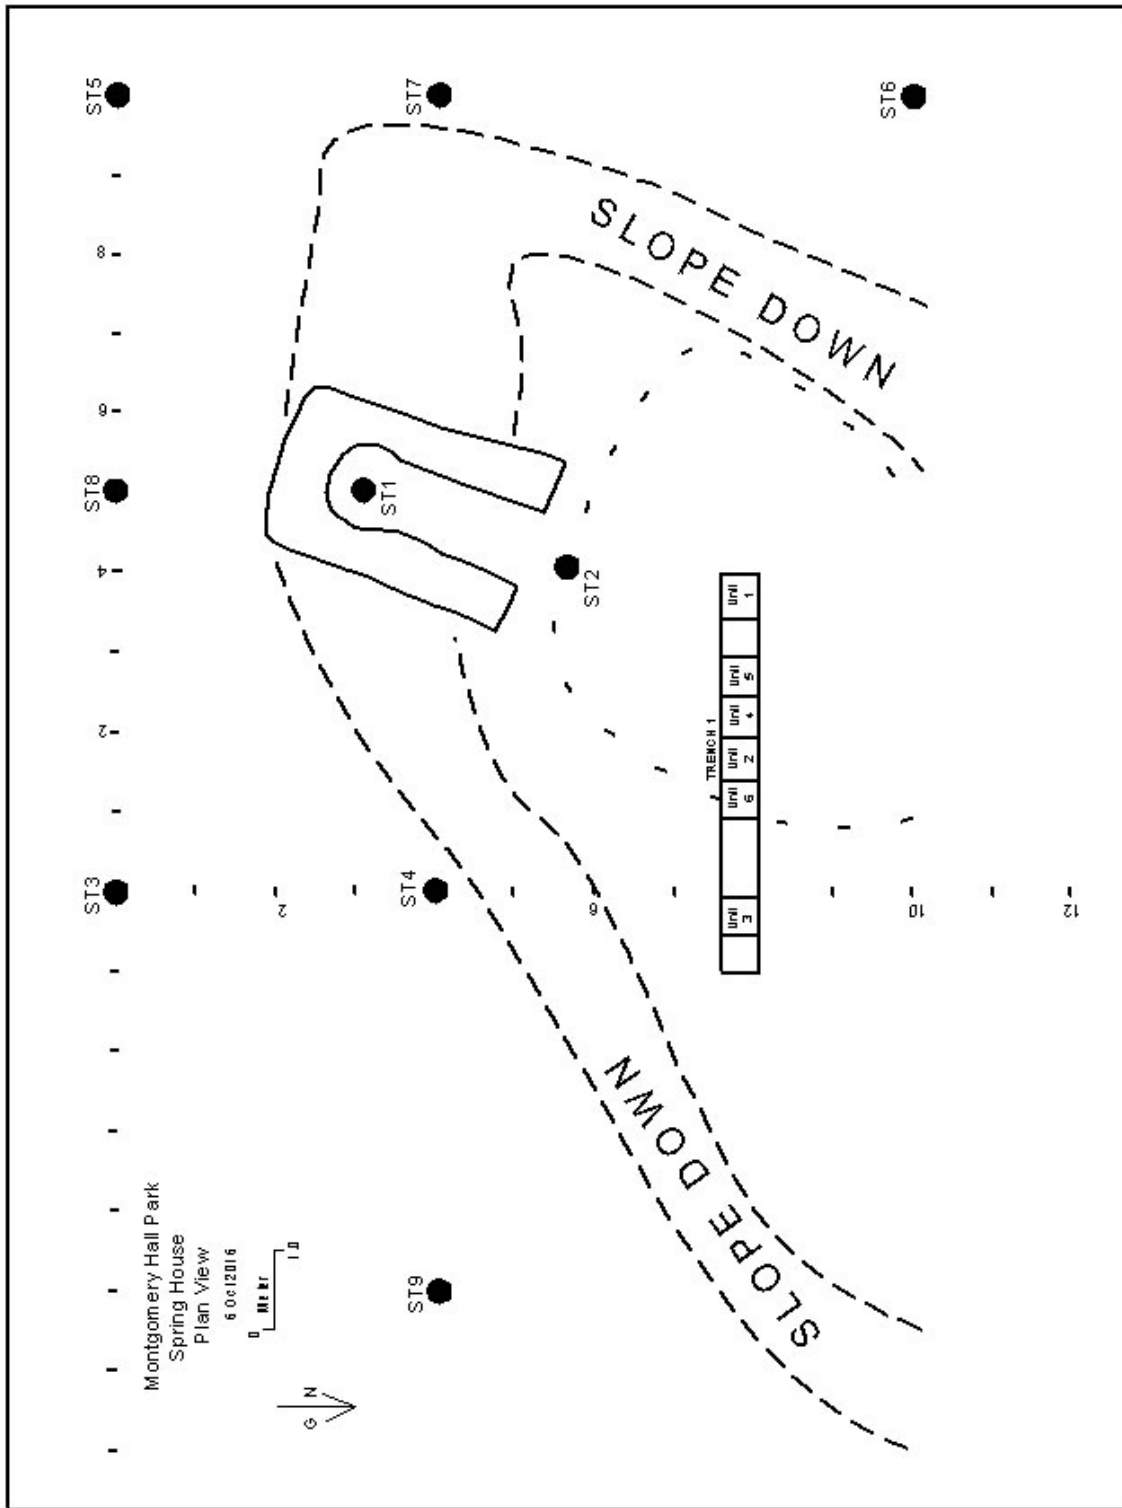 Montgomery Hall Park
Spring House
Plan View
6 Oct 2016
0 Meter 1.0
G N
ST9
ST3
ST8
ST5
ST4
ST1
ST7
ST2
ST6
2
4
6
8
2
6
10
12
SLOPE DOWN
SLOPE DOWN
TRENCH 1
Unit 3
Unit 6
Unit 2
Unit 4
Unit 5
Unit 1